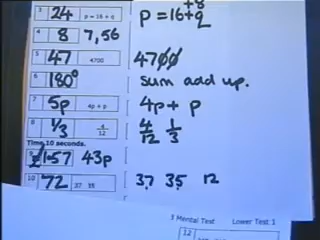 +8
3 24 p = 16 + q p = 16 + q
4 8 7,56
5 47 4700 4700
6 180° sum add up.
7 5p 4p + p 4p + p
8 1/3 4/12 4/12 1/3
Time: 10 seconds.
9 £1.57 43p
10 72 37 35 37 35 12
3 Mental Test Lower Test: 1
12